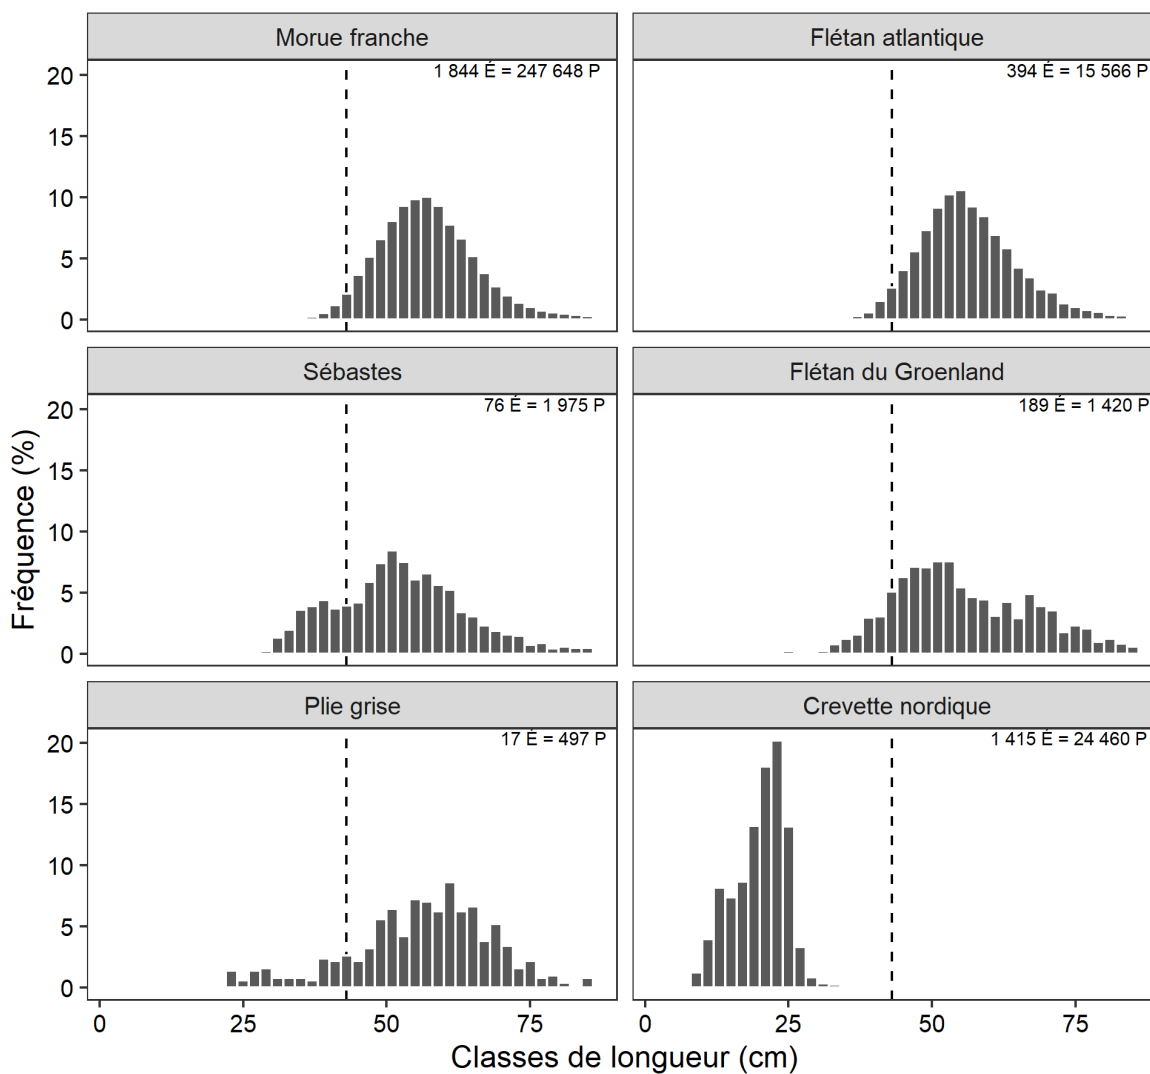 Morue franche
Flétan atlantique
1 844 É = 247 648 P
394 É = 15 566 P
20
15
10
5
0
Sébastes
Flétan du Groenland
76 É = 1 975 P
189 É = 1 420 P
20
15
10
5
0
Fréquence (%)
Plie grise
Crevette nordique
17 É = 497 P
1 415 É = 24 460 P
20
15
10
5
0
0 25 50 75
0 25 50 75
Classes de longueur (cm)